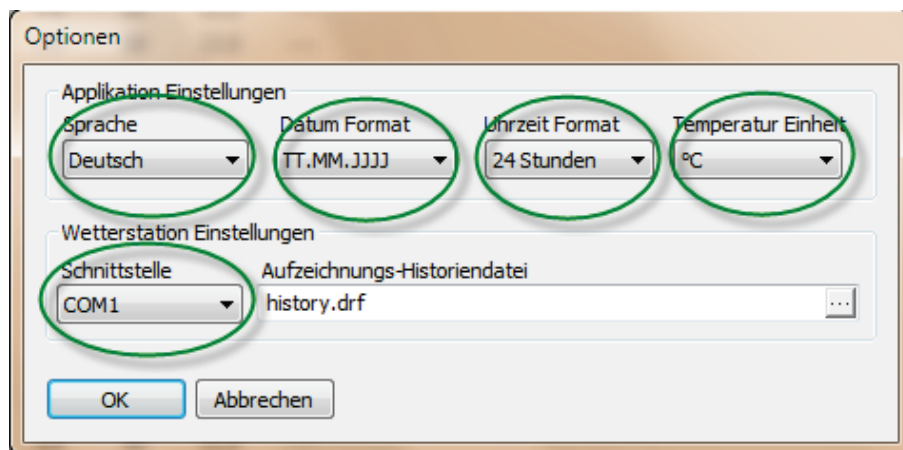 Optionen
Applikation Einstellungen
Sprache Datum Format Uhrzeit Format Temperatur Einheit
Deutsch TT.MM.JJJJ 24 Stunden °C
Wetterstation Einstellungen
Schnittstelle Aufzeichnungs-Historiendatei
COM1 history.drf ...
OK Abbrechen